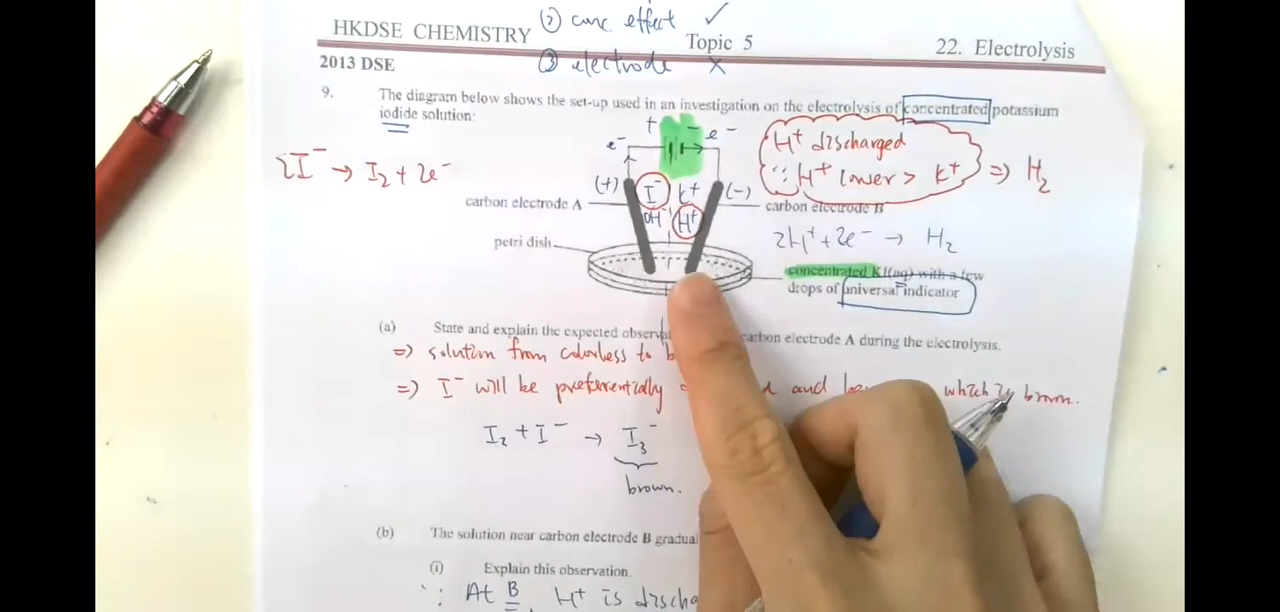 ② conc effect ✓
HKDSE CHEMISTRY
Topic 5
22. Electrolysis
③ electrode ✗
2013 DSE
9. The diagram below shows the set-up used in an investigation on the electrolysis of concentrated potassium
iodide solution:
2I⁻ → I₂ + 2e⁻
+ −
e⁻ e⁻
(+) (−)
I⁻ K⁺
OH⁻ H⁺
H⁺ discharged
∵ H⁺ lower > K⁺ ⇒ H₂
carbon electrode A
carbon electrode B
2H⁺ + 2e⁻ → H₂
petri dish
concentrated KI(aq) with a few
drops of universal indicator
(a) State and explain the expected carbon electrode A during the electrolysis.
⇒ solution from colorless to
⇒ I⁻ will be preferentially and which is brown.
I₂ + I⁻ → I₃⁻
brown.
(b) The solution near carbon electrode B
(i) Explain this observation.
∵ At B, H⁺ is